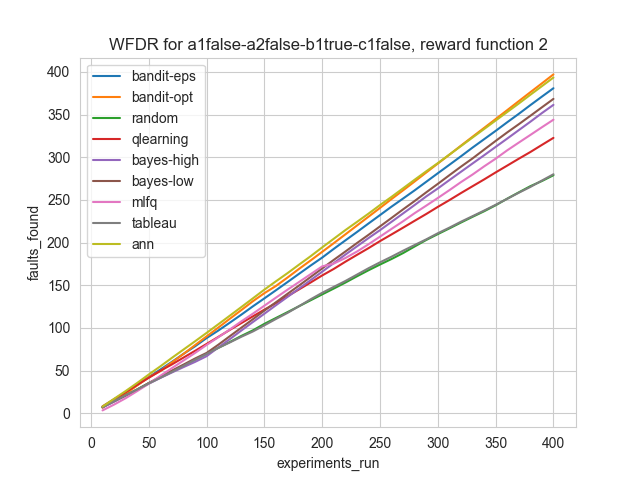 WFDR for a1false-a2false-b1true-c1false, reward function 2
faults_found
400
350
300
250
200
150
100
50
0
bandit-eps
bandit-opt
random
qlearning
bayes-high
bayes-low
mlfq
tableau
ann
0 50 100 150 200 250 300 350 400
experiments_run